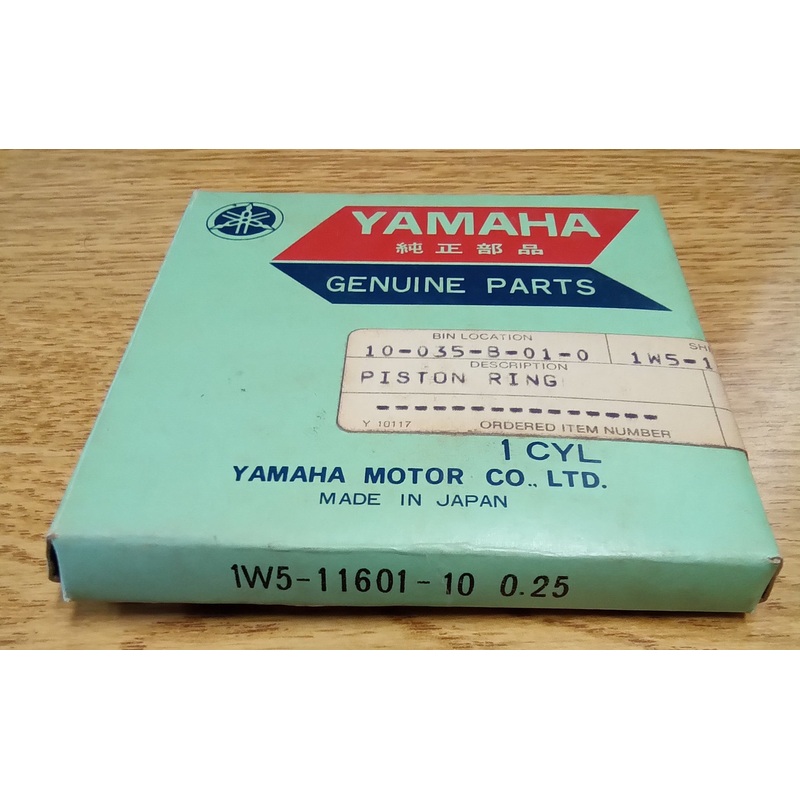 YAMAHA
純正部品
GENUINE PARTS
BIN LOCATION
10-035-B-01-0 1W5-1
DESCRIPTION
PISTON RING
--------------
Y 10117 ORDERED ITEM NUMBER
1 CYL
YAMAHA MOTOR CO., LTD.
MADE IN JAPAN
1W5-11601-10 0.25